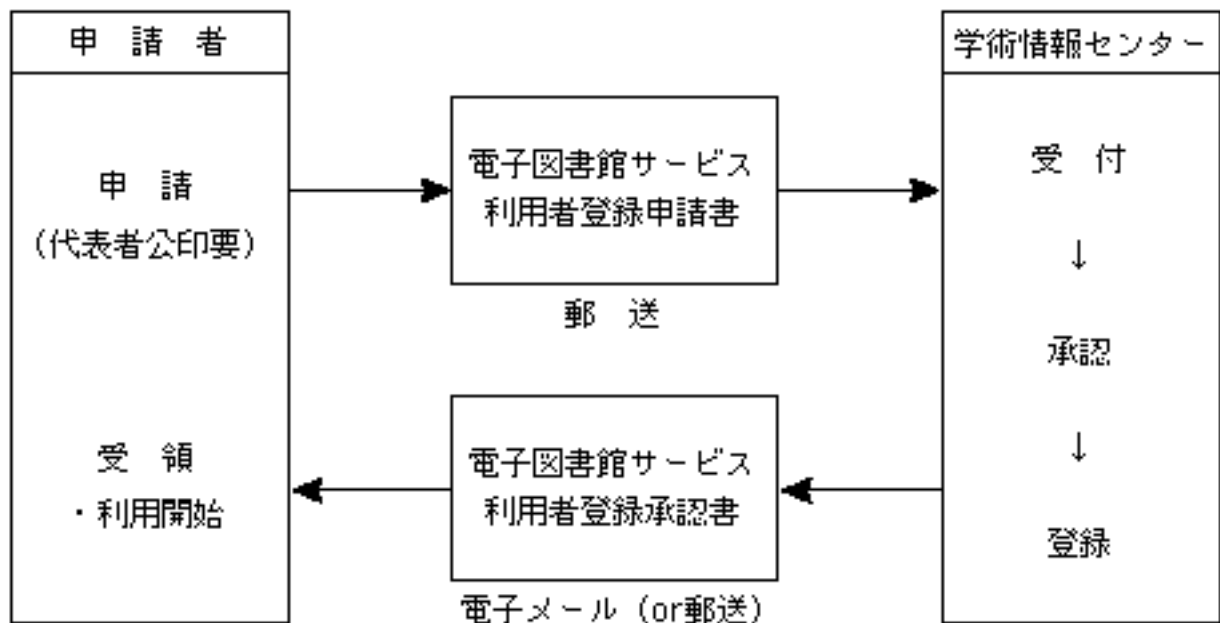 申 請 者
申 請
(代表者公印要)
受 領
・利用開始
電子図書館サービス
利用者登録申請書
郵 送
電子図書館サービス
利用者登録承認書
電子メール (or郵送)
学術情報センター
受 付
↓
承認
↓
登録